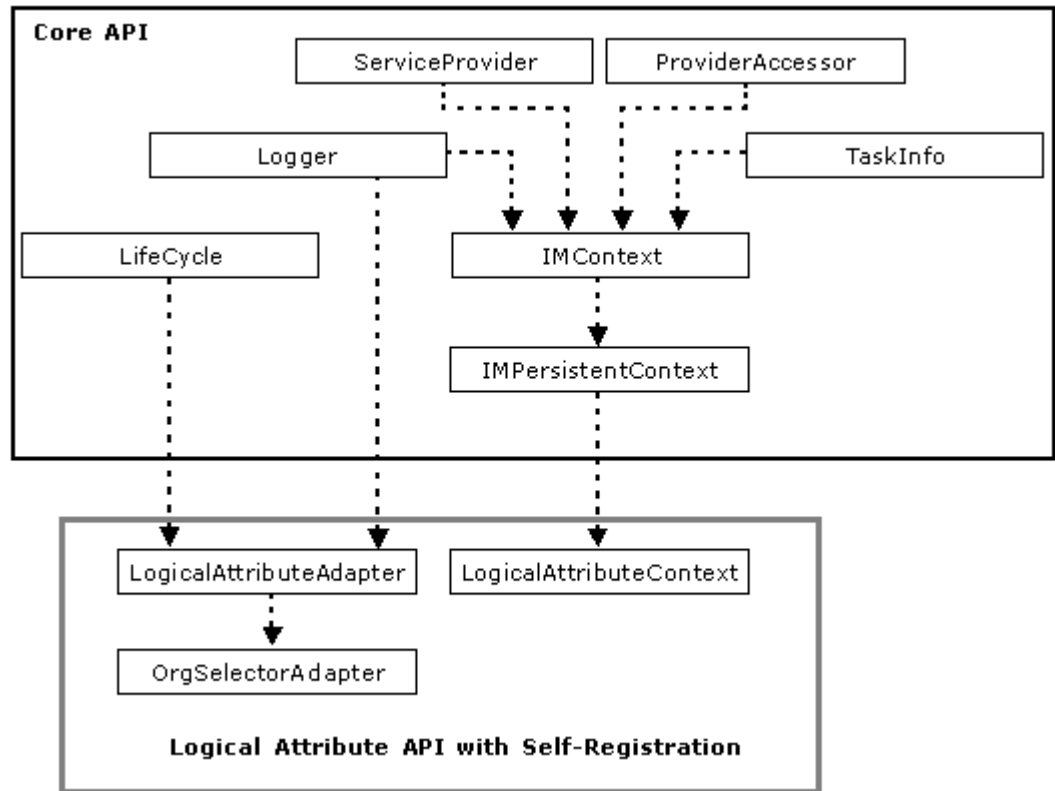 Core API
ServiceProvider
ProviderAccessor
Logger
TaskInfo
LifeCycle
IMContext
IMPersistentContext
LogicalAttributeAdapter
LogicalAttributeContext
OrgSelectorAdapter
Logical Attribute API with Self-Registration